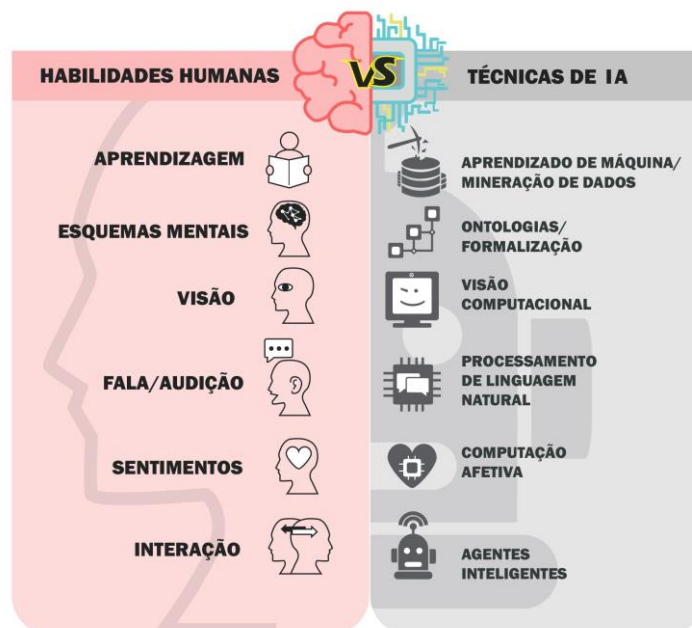 HABILIDADES HUMANAS
VS
TÉCNICAS DE IA
APRENDIZAGEM
APRENDIZADO DE MÁQUINA/
MINERAÇÃO DE DADOS
ESQUEMAS MENTAIS
ONTOLOGIAS/
FORMALIZAÇÃO
VISÃO
VISÃO
COMPUTACIONAL
FALA/AUDIÇÃO
PROCESSAMENTO
DE LINGUAGEM
NATURAL
SENTIMENTOS
COMPUTAÇÃO
AFETIVA
INTERAÇÃO
AGENTES
INTELIGENTES